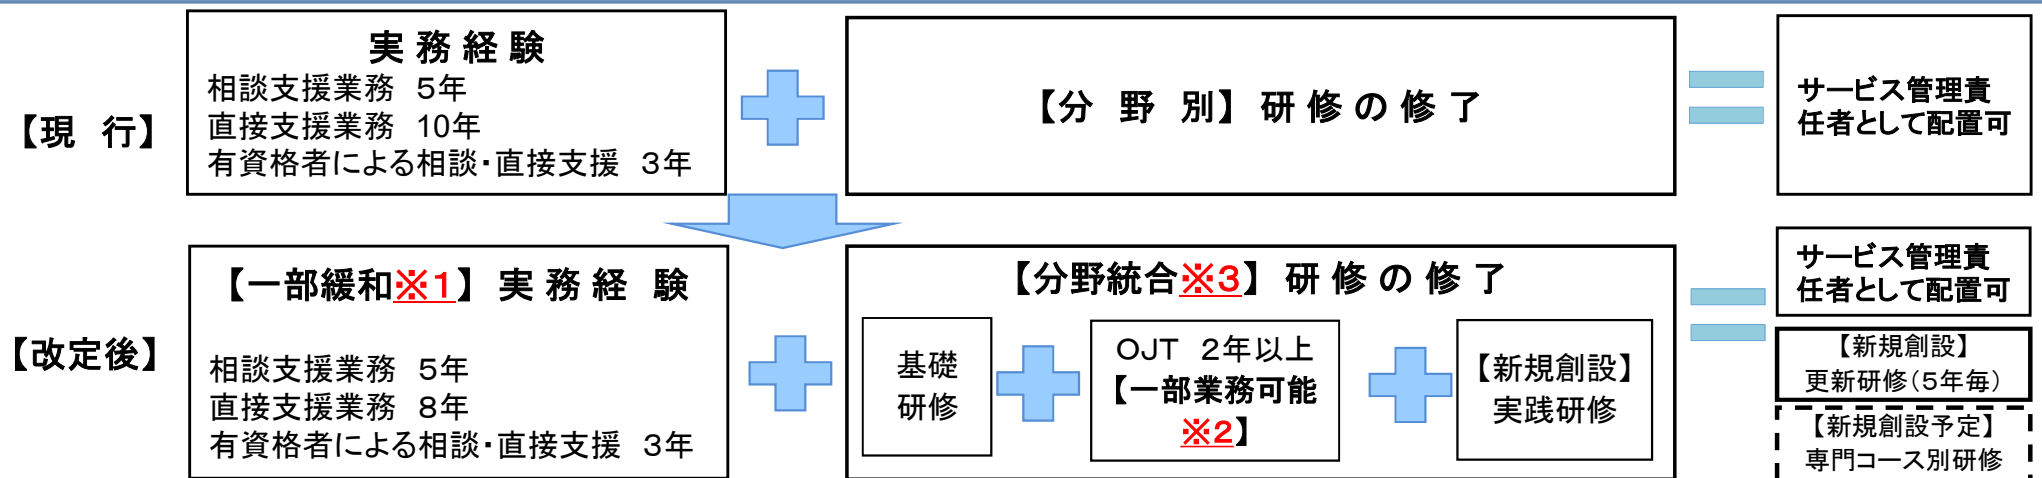 【現　行】
実 務 経 験
相談支援業務　5年
直接支援業務　10年
有資格者による相談・直接支援　3年
【分　野　別】 研 修 の 修 了
サービス管理責
任者として配置可
【改定後】
【一部緩和※1】 実 務 経　験
相談支援業務　5年
直接支援業務　8年
有資格者による相談・直接支援　3年
【分野統合※3】 研 修 の 修 了
基礎
研修
OJT　2年以上
【一部業務可能
※2】
【新規創設】
実践研修
サービス管理責
任者として配置可
【新規創設】
更新研修（5年毎）
【新規創設予定】
専門コース別研修